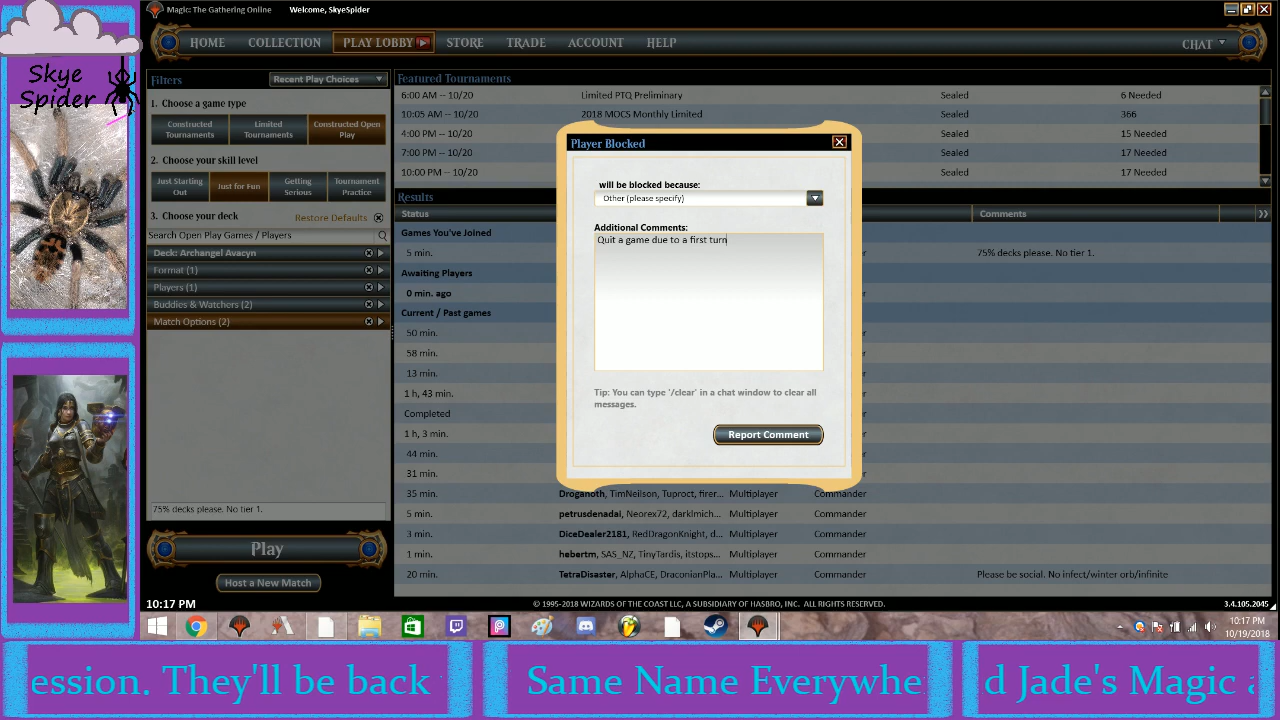 Magic: The Gathering Online Welcome, SkyeSpider
HOME COLLECTION PLAY LOBBY STORE TRADE ACCOUNT HELP CHAT
Skye
Spider
Filters Recent Play Choices
1. Choose a game type
Constructed Tournaments Limited Tournaments Constructed Open Play
2. Choose your skill level
Just Starting Out Just for Fun Getting Serious Tournament Practice
3. Choose your deck Restore Defaults
Search Open Play Games / Players
Deck: Archangel Avacyn
Format (1)
Players (1)
Buddies & Watchers (2)
Match Options (2)
75% decks please. No tier 1.
Play
Host a New Match
10:17 PM
Featured Tournaments
6:00 AM -- 10/20 Limited PTQ Preliminary Sealed 6 Needed
10:05 AM -- 10/20 2018 MOCS Monthly Limited Sealed 366
4:00 PM -- 10/20 Sealed 15 Needed
7:00 PM -- 10/20 Sealed 17 Needed
10:00 PM -- 10/20 Sealed 17 Needed
Results
Status Comments
Games You've Joined
5 min. 75% decks please. No tier 1.
Awaiting Players
0 min. ago
Current / Past games
50 min.
58 min.
13 min.
1 h, 43 min.
Completed
1 h, 3 min.
44 min.
31 min.
35 min. Droganoth, TimNeilson, Tuproct, firer... Multiplayer Commander
5 min. petrusdenadai, Neorex72, darklmich... Multiplayer Commander
3 min. DiceDealer2181, RedDragonKnight, d... Multiplayer Commander
1 min. hebertm, SAS_NZ, TinyTardis, itstops... Multiplayer Commander
20 min. TetraDisaster, AlphaCE, DraconianPla... Multiplayer Commander Please be social. No infect/winter orb/infinite
Player Blocked
will be blocked because:
Other (please specify)
Additional Comments:
Quit a game due to a first turn
Tip: You can type '/clear' in a chat window to clear all
messages.
Report Comment
© 1995-2018 WIZARDS OF THE COAST LLC, A SUBSIDIARY OF HASBRO, INC. ALL RIGHTS RESERVED.
3.4.105.2045
10:17 PM
10/19/2018
ession. They'll be back
Same Name Everywhe
d Jade's Magic a